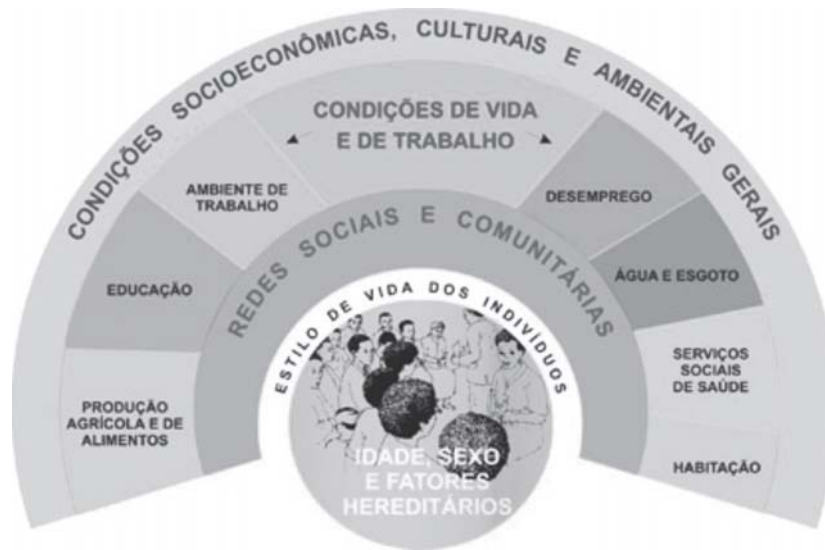 CONDIÇÕES SOCIOECONÔMICAS, CULTURAIS E AMBIENTAIS GERAIS
CONDIÇÕES DE VIDA
E DE TRABALHO
AMBIENTE DE
TRABALHO
DESEMPREGO
REDES SOCIAIS E COMUNITÁRIAS
EDUCAÇÃO
ÁGUA E ESGOTO
ESTILO DE VIDA DOS INDIVÍDUOS
PRODUÇÃO
AGRÍCOLA E DE
ALIMENTOS
SERVIÇOS
SOCIAIS
DE SAÚDE
HABITAÇÃO
IDADE, SEXO
E FATORES
HEREDITÁRIOS